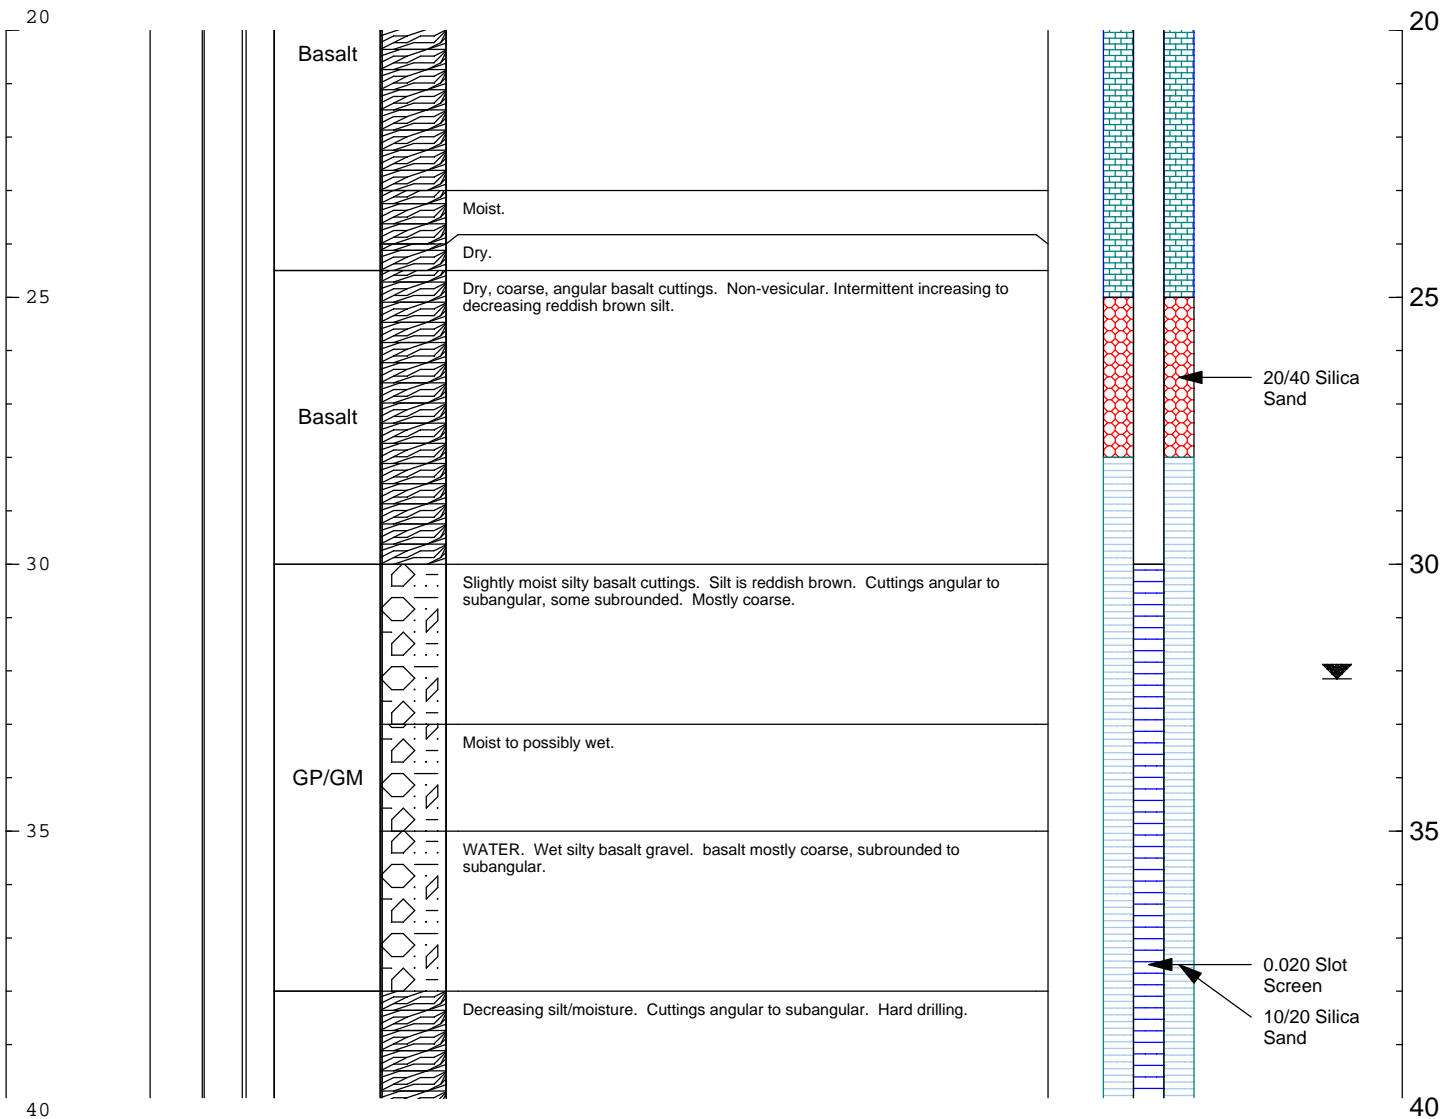 20
20
Basalt
Moist.
Dry.
Dry, coarse, angular basalt cuttings.  Non-vesicular. Intermittent increasing to
decreasing reddish brown silt.
25
25
20/40 Silica
Sand
Basalt
30
30
Slightly moist silty basalt cuttings.  Silt is reddish brown.  Cuttings angular to
subangular, some subrounded.  Mostly coarse.
Moist to possibly wet.
GP/GM
35
35
WATER.  Wet silty basalt gravel.  basalt mostly coarse, subrounded to
subangular.
0.020 Slot
Screen
Decreasing silt/moisture.  Cuttings angular to subangular.  Hard drilling.
10/20 Silica
Sand
40
40